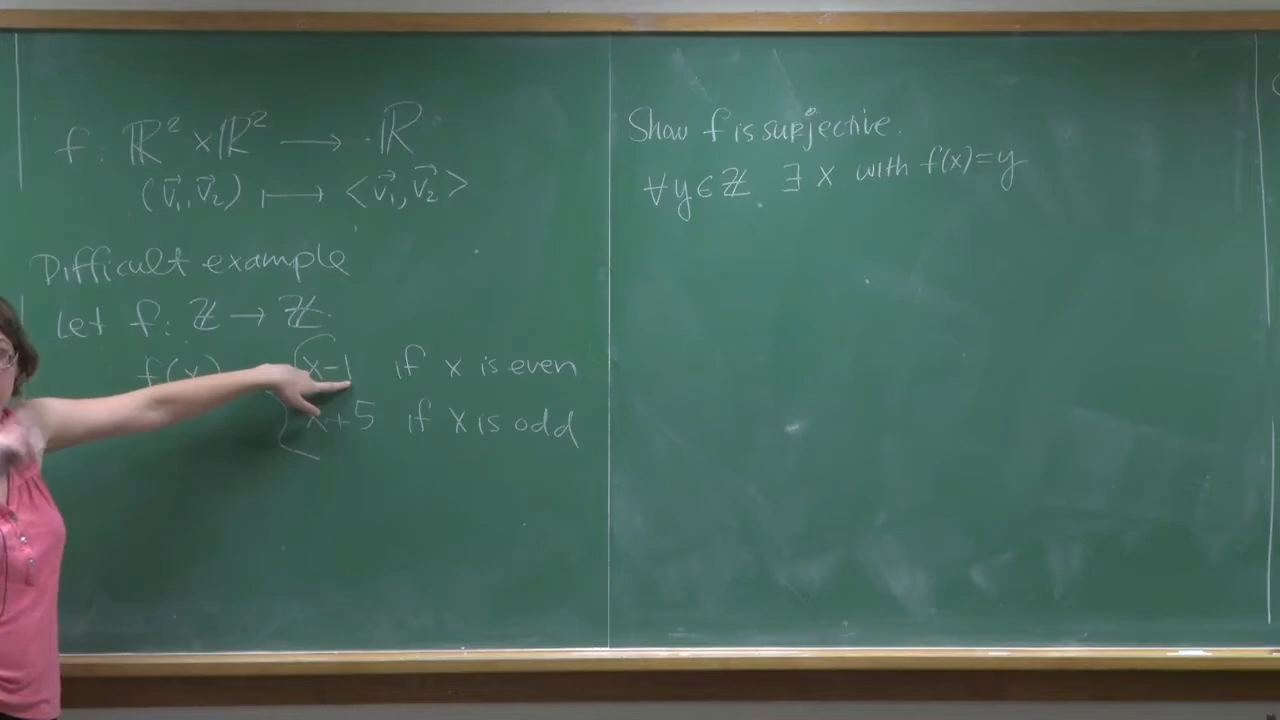 f: ℝ² × ℝ² ⟶ ℝ
(v⃗₁, v⃗₂) ⟼ <v⃗₁, v⃗₂>
Difficult example
Let f: ℤ → ℤ.
f(x) { x-1 if x is even
x+5 if x is odd
Show f is surjective.
∀y∈ℤ ∃ x with f(x)=y